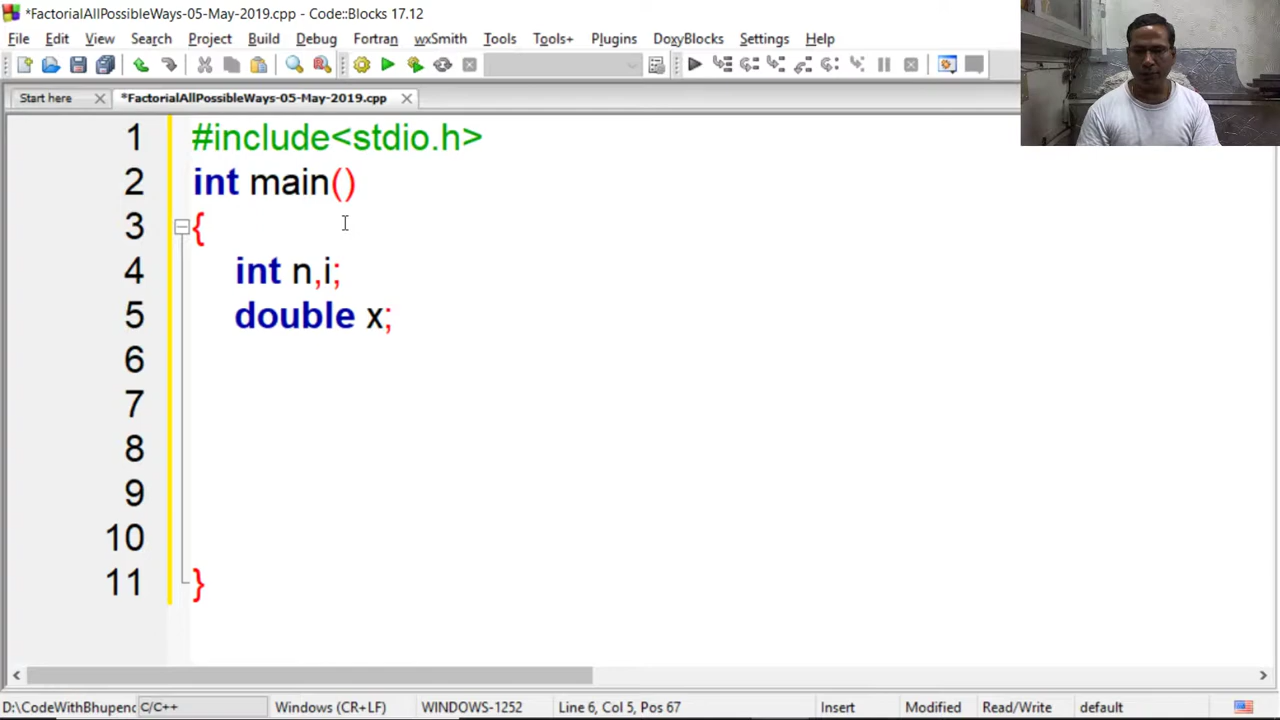 *FactorialAllPossibleWays-05-May-2019.cpp - Code::Blocks 17.12
File Edit View Search Project Build Debug Fortran wxSmith Tools Tools+ Plugins DoxyBlocks Settings Help
Start here *FactorialAllPossibleWays-05-May-2019.cpp
1 #include<stdio.h>
2 int main()
3 {
4 int n,i;
5 double x;
6
7
8
9
10
11 }
D:\CodeWithBhupenc C/C++ Windows (CR+LF) WINDOWS-1252 Line 6, Col 5, Pos 67 Insert Modified Read/Write default